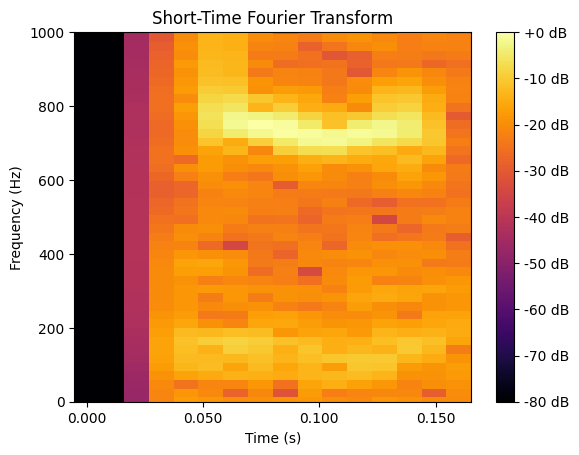 Short-Time Fourier Transform
Frequency (Hz)
1000
800
600
400
200
0
0.000
0.050
0.100
0.150
Time (s)
+0 dB
-10 dB
-20 dB
-30 dB
-40 dB
-50 dB
-60 dB
-70 dB
-80 dB